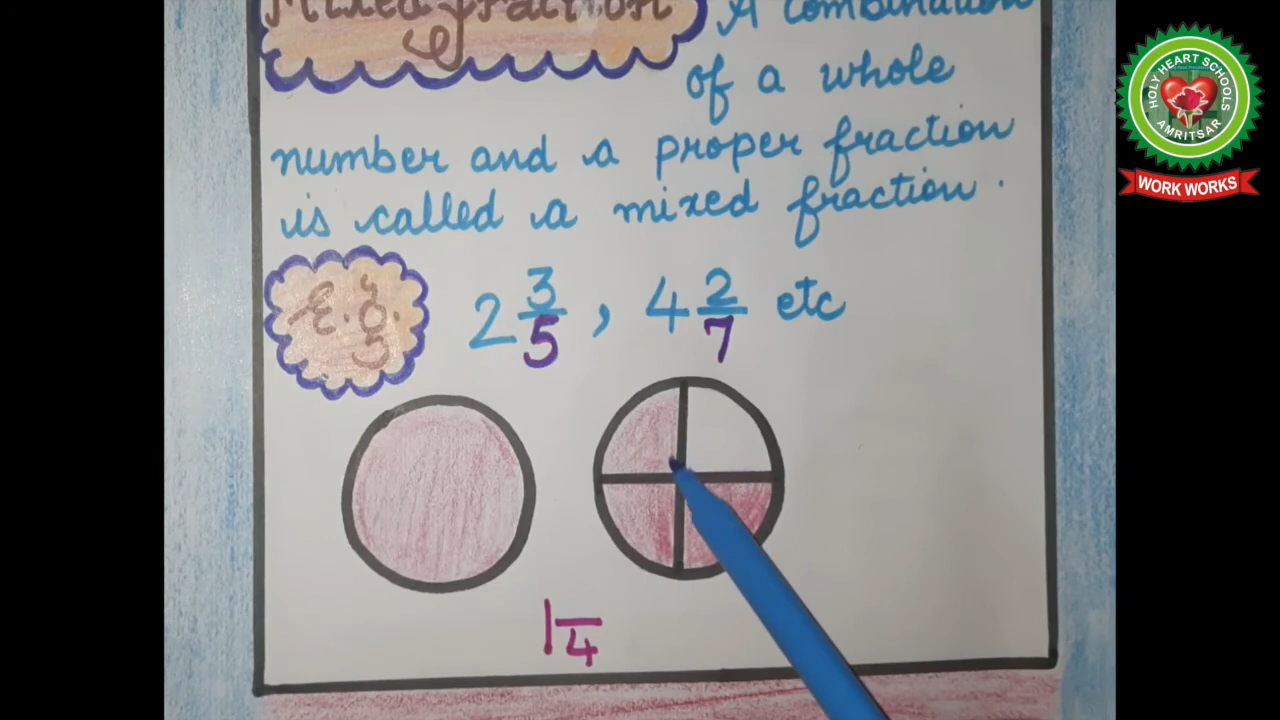 Mixed fraction A combination
of a whole
number and a proper fraction
is called a mixed fraction.
E.g. 2 3/5, 4 2/7 etc
1 /4
HOLY HEART SCHOOLS
AMRITSAR
WORK WORKS